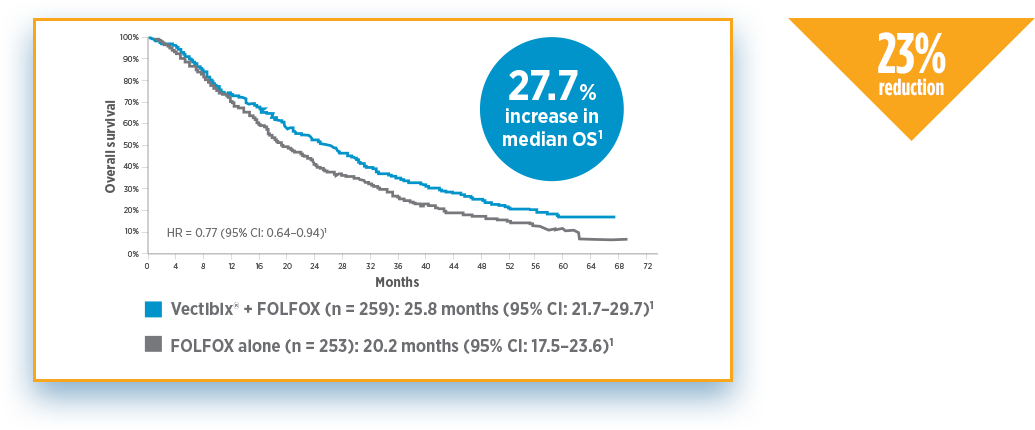 100%
90%
80%
70%
60%
50%
40%
30%
20%
10%
0%
Overall survival
27.7%
increase in
median OS¹
HR = 0.77 (95% CI: 0.64–0.94)¹
0 4 8 12 16 20 24 28 32 36 40 44 48 52 56 60 64 68 72
Months
Vectibix® + FOLFOX (n = 259): 25.8 months (95% CI: 21.7–29.7)¹
FOLFOX alone (n = 253): 20.2 months (95% CI: 17.5–23.6)¹
23%
reduction